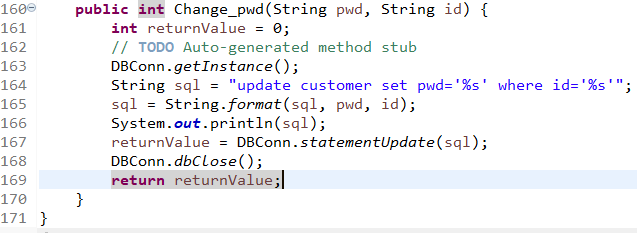 160 public int Change_pwd(String pwd, String id) {
161 int returnValue = 0;
162 // TODO Auto-generated method stub
163 DBConn.getInstance();
164 String sql = "update customer set pwd='%s' where id='%s'";
165 sql = String.format(sql, pwd, id);
166 System.out.println(sql);
167 returnValue = DBConn.statementUpdate(sql);
168 DBConn.dbClose();
169 return returnValue;
170 }
171 }